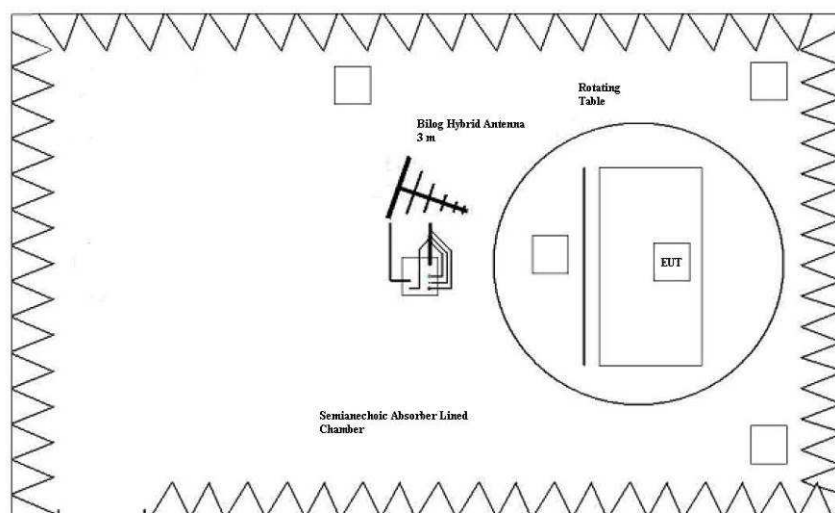 Rotating
Table
Bilog Hybrid Antenna
3 m
EUT
Semianechoic Absorber Lined
Chamber